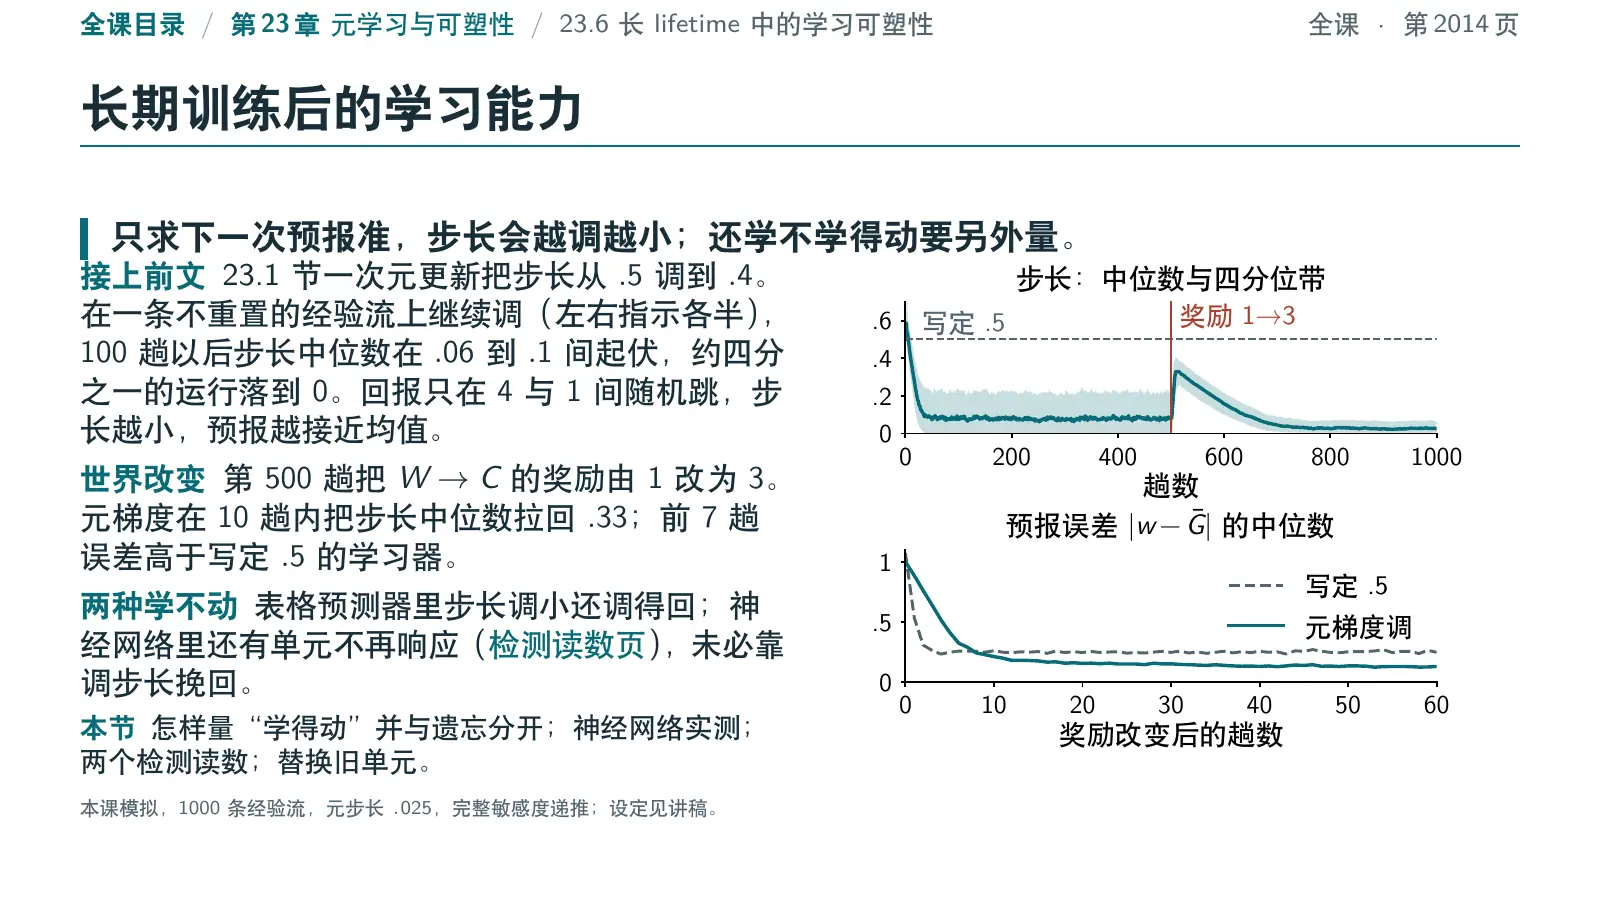 全课目录 / 第 23 章 元学习与可塑性 / 23.6 长 lifetime 中的学习可塑性
全课 · 第 2014 页
长期训练后的学习能力
只求下一次预报准，步长会越调越小；还学不学得动要另外量。
接上前文 23.1 节一次元更新把步长从 .5 调到 .4。
在一条不重置的经验流上继续调（左右指示各半），
100 趟以后步长中位数在 .06 到 .1 间起伏，约四分
之一的运行落到 0。回报只在 4 与 1 间随机跳，步
长越小，预报越接近均值。
世界改变 第 500 趟把 W → C 的奖励由 1 改为 3。
元梯度在 10 趟内把步长中位数拉回 .33；前 7 趟
误差高于写定 .5 的学习器。
两种学不动 表格预测器里步长调小还调得回；神
经网络里还有单元不再响应（检测读数页），未必靠
调步长挽回。
本节 怎样量 “学得动” 并与遗忘分开；神经网络实测；
两个检测读数；替换旧单元。
本课模拟，1000 条经验流，元步长 .025，完整敏感度递推；设定见讲稿。
步长：中位数与四分位带
写定 .5
奖励 1→3
.6
.4
.2
0
0 200 400 600 800 1000
趟数
预报误差 |w − Ḡ| 的中位数
1
.5
0
写定 .5
元梯度调
0 10 20 30 40 50 60
奖励改变后的趟数